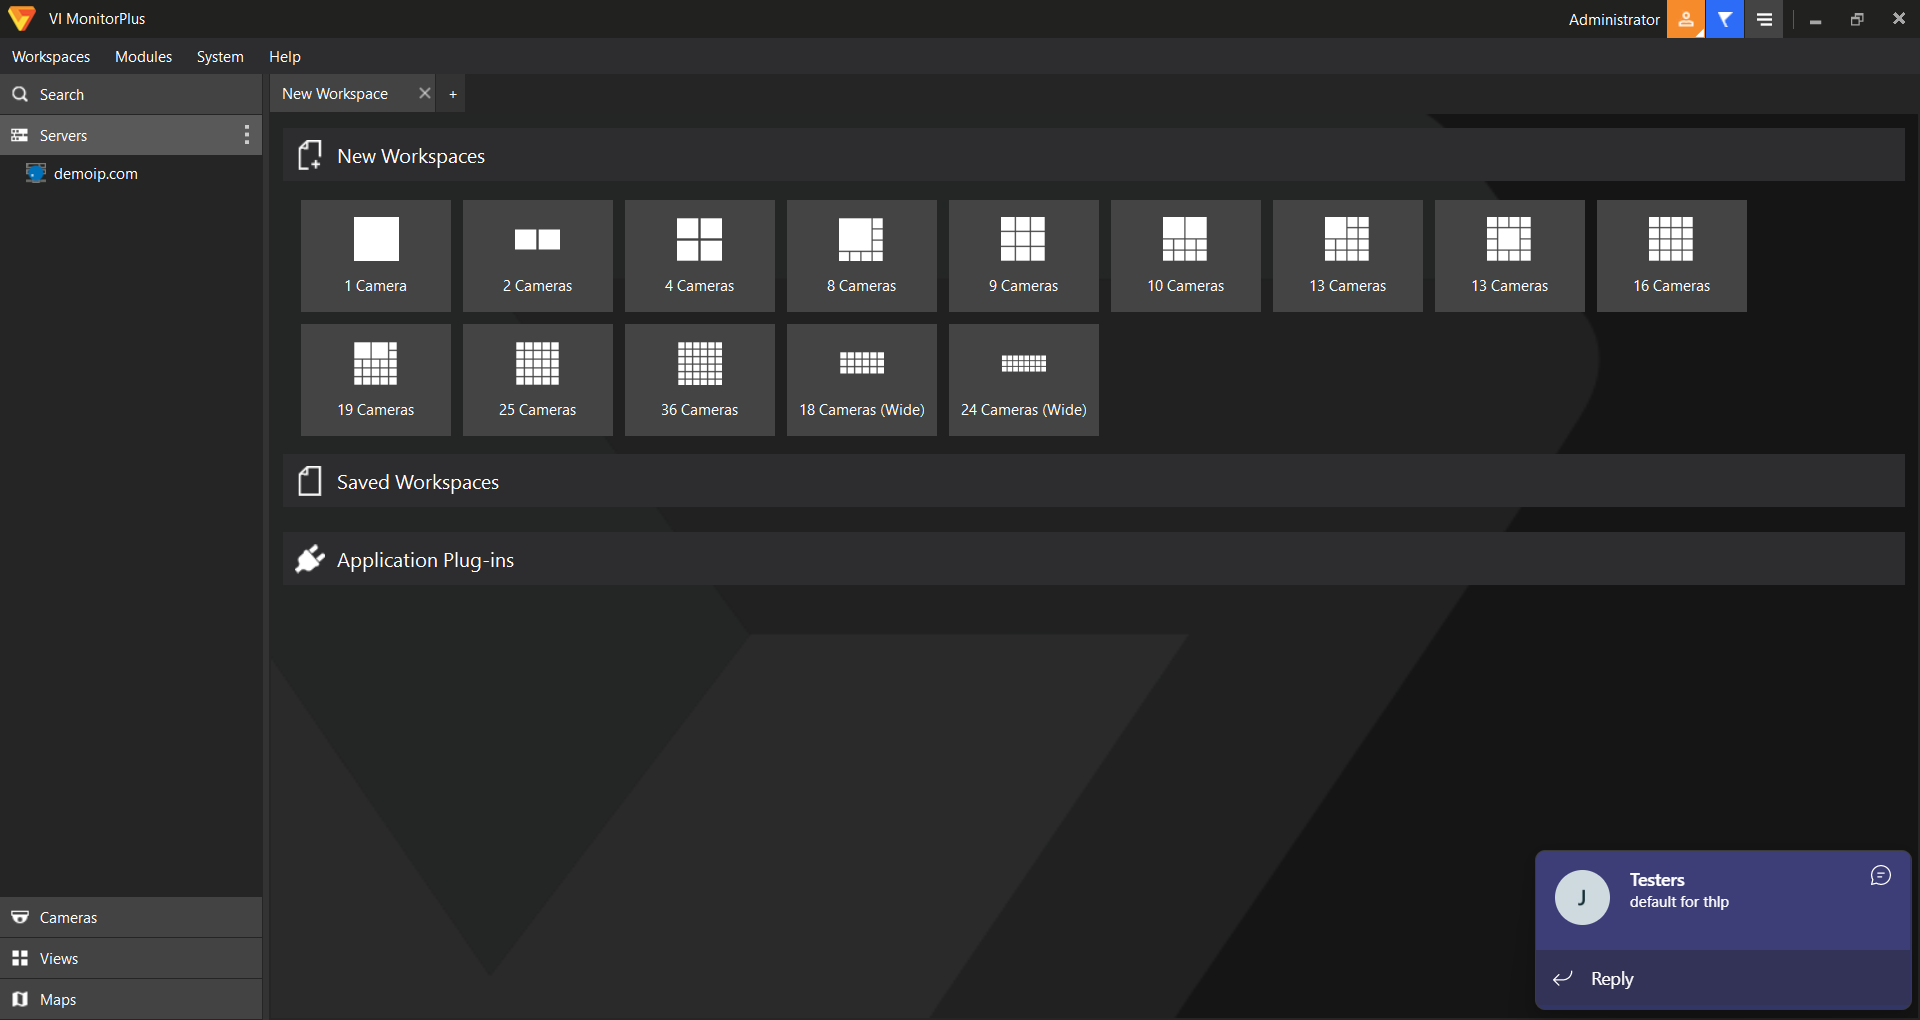 VI MonitorPlus
Administrator
Workspaces Modules System Help
Search
Servers
demoip.com
New Workspace
+
New Workspaces
1 Camera
2 Cameras
4 Cameras
8 Cameras
9 Cameras
10 Cameras
13 Cameras
13 Cameras
16 Cameras
19 Cameras
25 Cameras
36 Cameras
18 Cameras (Wide)
24 Cameras (Wide)
Saved Workspaces
Application Plug-ins
Cameras
Views
Maps
J
Testers
default for thlp
Reply